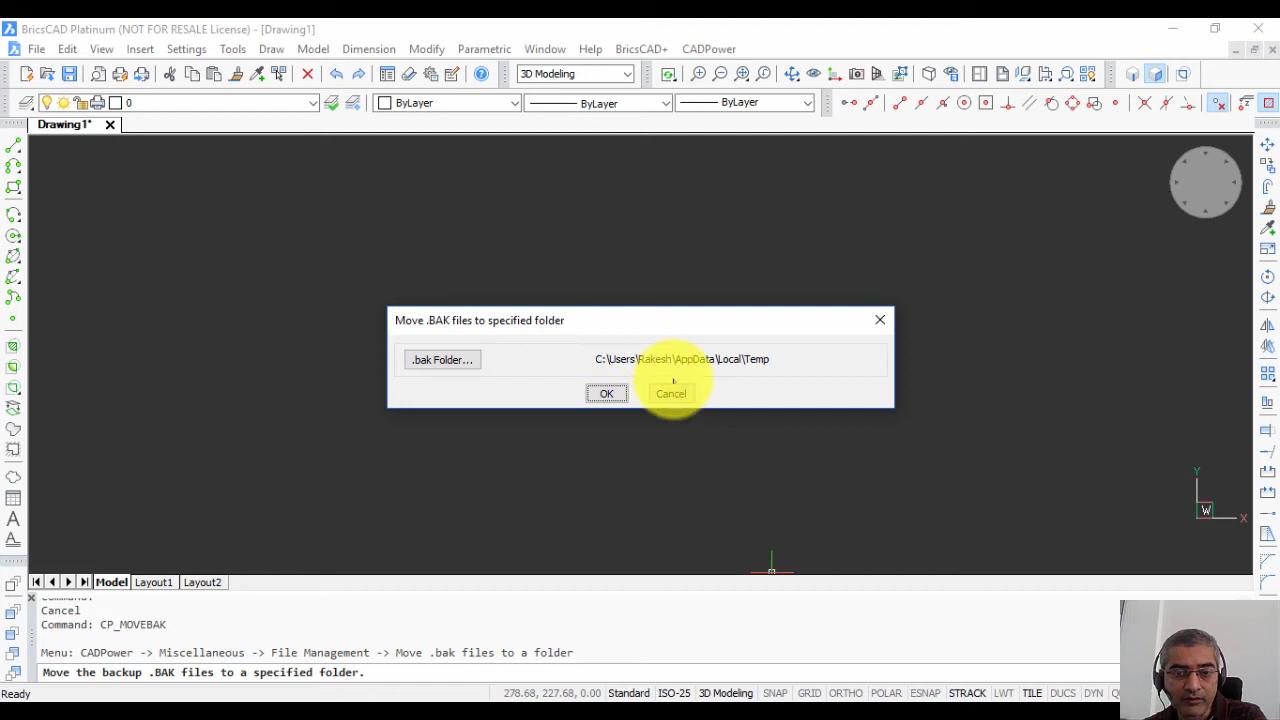 BricsCAD Platinum (NOT FOR RESALE License) - [Drawing1]
File Edit View Insert Settings Tools Draw Model Dimension Modify Parametric Window Help BricsCAD+ CADPower
3D Modeling
0 ByLayer ByLayer ByLayer
Drawing1*
Move .BAK files to specified folder
.bak Folder... C:\Users\Rakesh\AppData\Local\Temp
OK Cancel
Y
W X
Model Layout1 Layout2
Cancel
Command: CP_MOVEBAK
Menu: CADPower -> Miscellaneous -> File Management -> Move .bak files to a folder
Move the backup .BAK files to a specified folder.
Ready 278.68, 227.68, 0.00 Standard ISO-25 3D Modeling SNAP GRID ORTHO POLAR ESNAP STRACK LWT TILE DUCS DYN